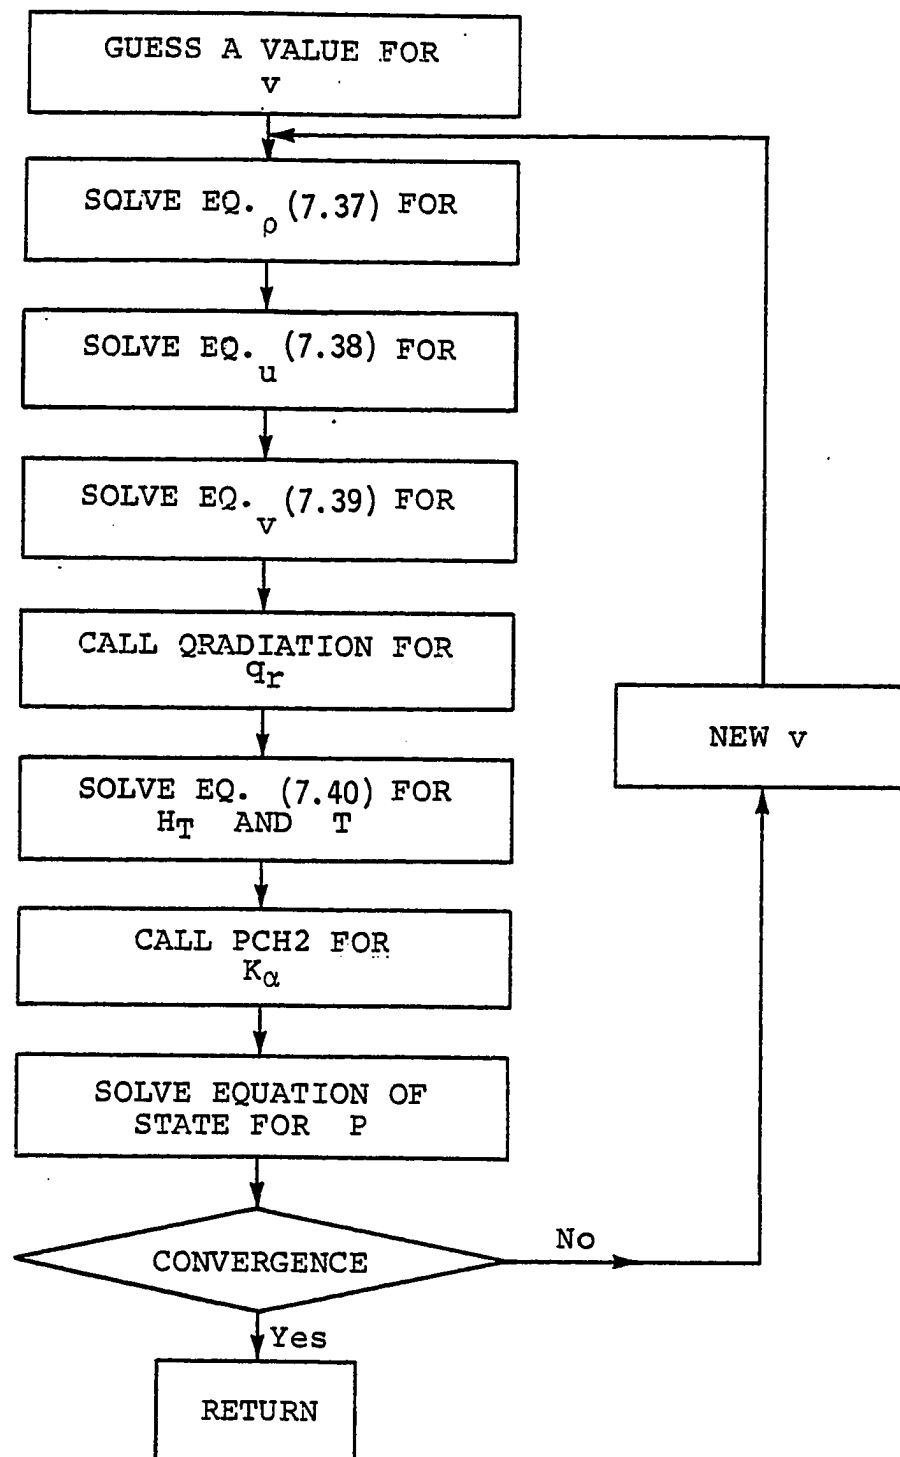 GUESS A VALUE FOR
v
SOLVE EQ. (7.37) FOR
ρ
SOLVE EQ. (7.38) FOR
u
SOLVE EQ. (7.39) FOR
v
CALL QRADIATION FOR
qr
NEW v
SOLVE EQ. (7.40) FOR
HT AND T
CALL PCH2 FOR
Kα
SOLVE EQUATION OF
STATE FOR P
CONVERGENCE
No
Yes
RETURN